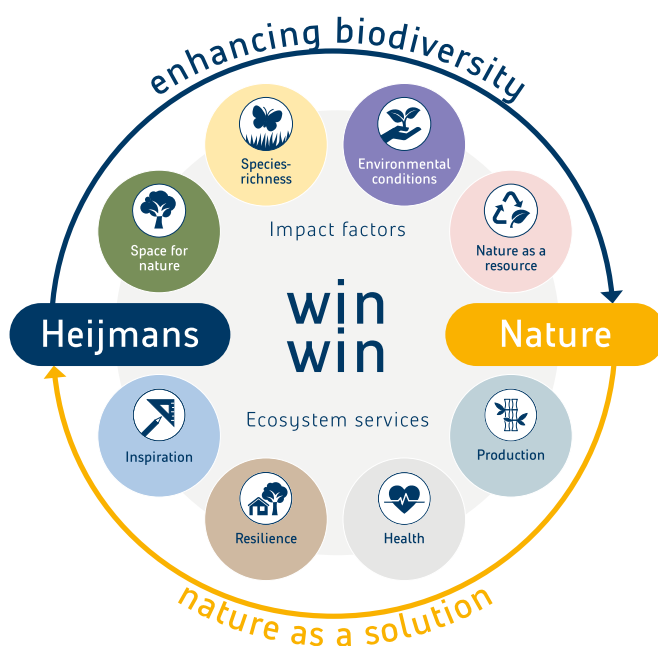 enhancing biodiversity
Species-
richness
Environmental
conditions
Space for
nature
Nature as a
resource
Impact factors
win
win
Heijmans
Nature
Ecosystem services
Inspiration
Production
Resilience
Health
nature as a solution